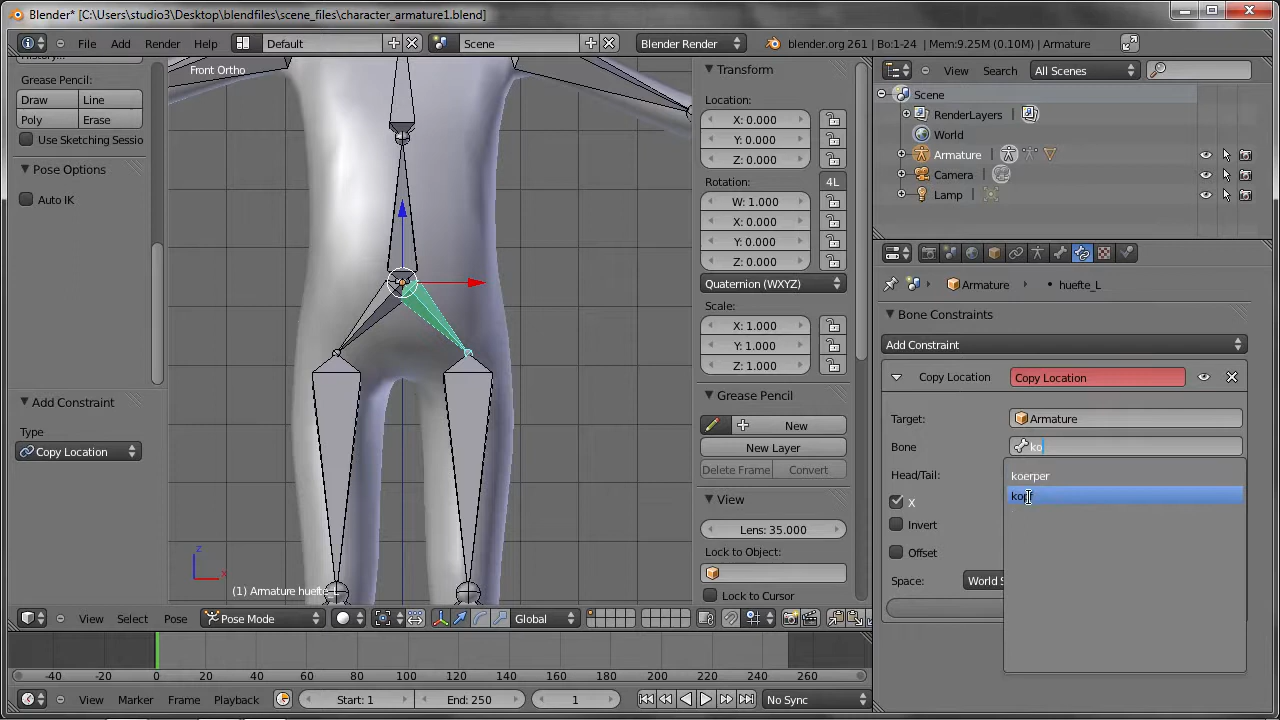 Blender* [C:\Users\studio3\Desktop\blendfiles\scene_files\character_armature1.blend]
File Add Render Help Default Scene Blender Render blender.org 261 | Bo:1-24 | Mem:9.25M (0.10M) | Armature
History...
Grease Pencil:
Draw Line
Poly Erase
Use Sketching Sessio
Pose Options
Auto IK
Add Constraint
Type
Copy Location
Front Ortho
z
x
(1) Armature huefte_L
Transform
Location:
X: 0.000
Y: 0.000
Z: 0.000
Rotation: 4L
W: 1.000
X: 0.000
Y: 0.000
Z: 0.000
Quaternion (WXYZ)
Scale:
X: 1.000
Y: 1.000
Z: 1.000
Grease Pencil
New
New Layer
Delete Frame Convert
View
Lens: 35.000
Lock to Object:
Lock to Cursor
View Select Pose Pose Mode Global
-40 -20 0 20 40 60 80 100 120 140 160 180 200 220 240 260
View Marker Frame Playback Start: 1 End: 250 1 No Sync
View Search All Scenes
Scene
RenderLayers
World
Armature
Camera
Lamp
Armature huefte_L
Bone Constraints
Add Constraint
Copy Location Copy Location
Target: Armature
Bone ko
Head/Tail:
koerper
X
Invert
Offset
Space: World S